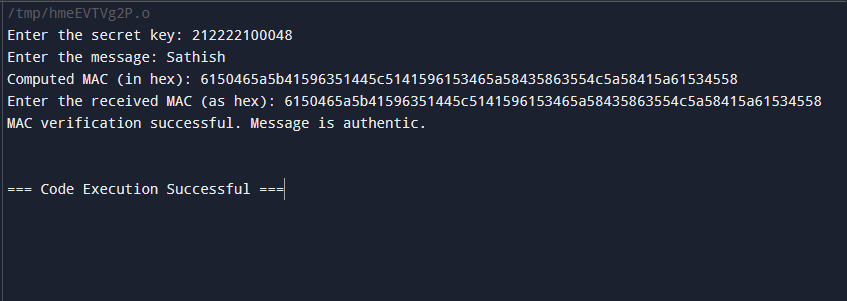 /tmp/hmeEVTVg2P.o
Enter the secret key: 212222100048
Enter the message: Sathish
Computed MAC (in hex): 6150465a5b41596351445c5141596153465a58435863554c5a58415a61534558
Enter the received MAC (as hex): 6150465a5b41596351445c5141596153465a58435863554c5a58415a61534558
MAC verification successful. Message is authentic.
=== Code Execution Successful ===